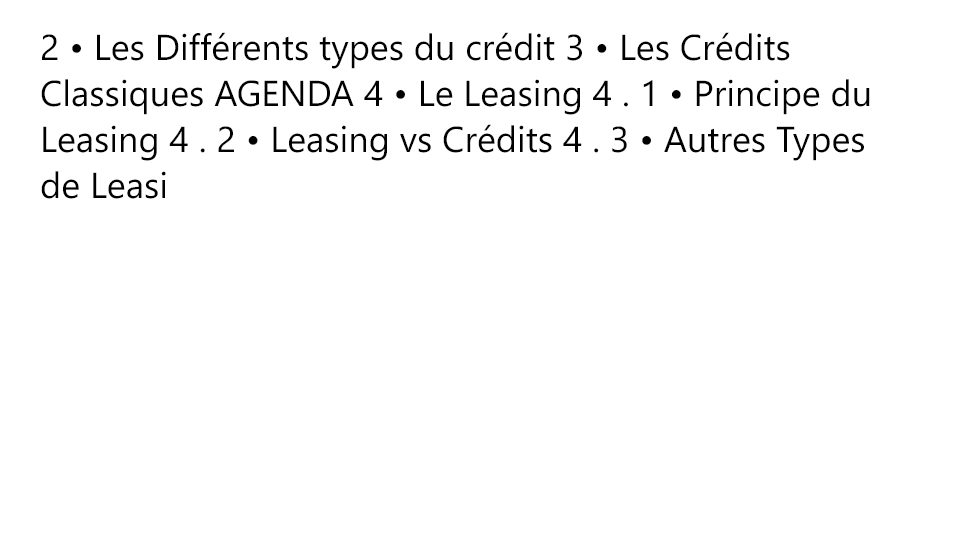 2 • Les Différents types du crédit 3 • Les Crédits
Classiques AGENDA 4 • Le Leasing 4 . 1 • Principe du
Leasing 4 . 2 • Leasing vs Crédits 4 . 3 • Autres Types
de Leasi